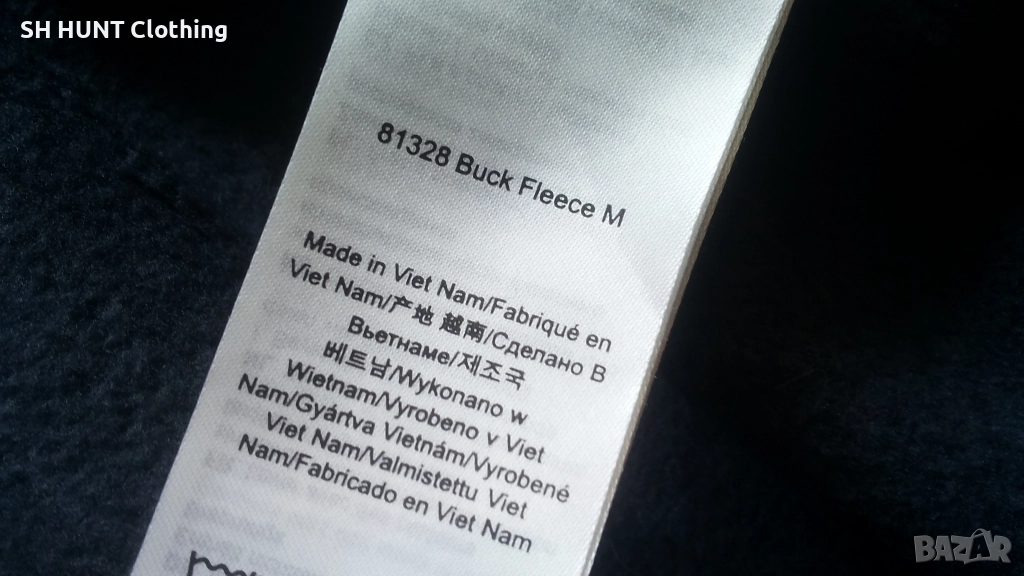 SH HUNT Clothing
81328 Buck Fleece M
Made in Viet Nam/Fabriqué en
Viet Nam/产地 越南/Сделано В
Вьетнаме/제조국
베트남/Wykonano w
Wietnam/Vyrobeno v Viet
Nam/Gyártva Vietnám/Vyrobené
Viet Nam/Valmistettu Viet
Nam/Fabricado en Viet Nam
BAZAR